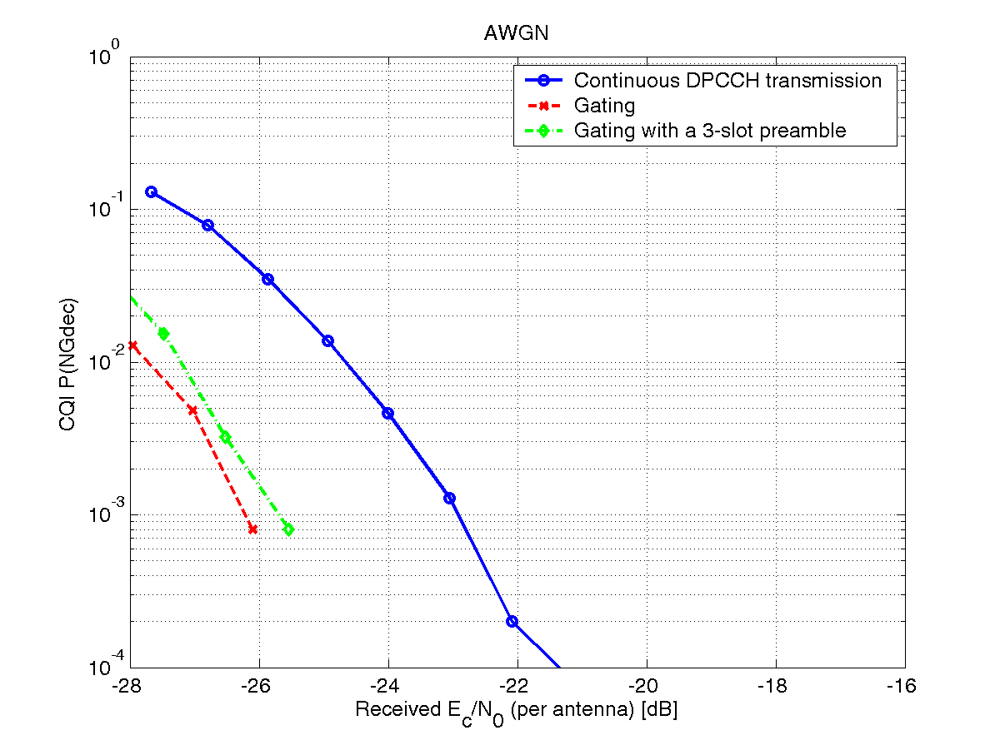 AWGN
10^0
Continuous DPCCH transmission
Gating
Gating with a 3-slot preamble
10^-1
10^-2
10^-3
10^-4
CQI P(NGdec)
-28 -26 -24 -22 -20 -18 -16
Received E_c/N_0 (per antenna) [dB]